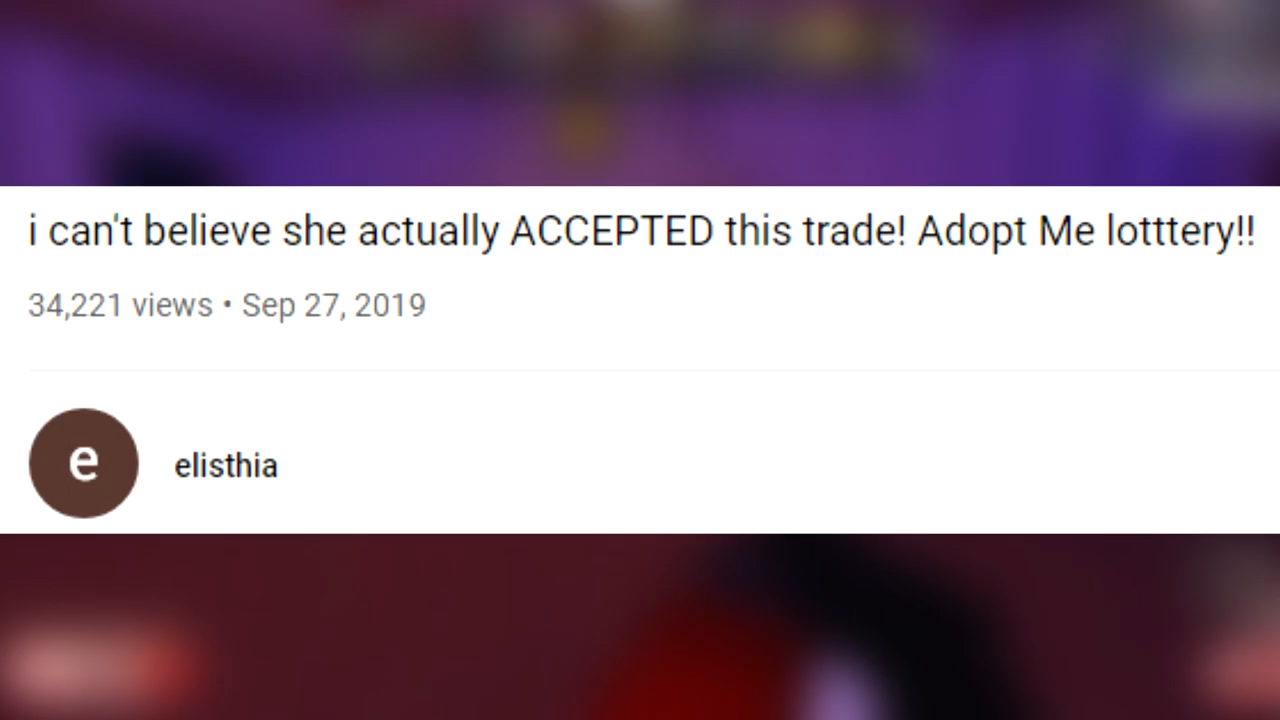 i can't believe she actually ACCEPTED this trade! Adopt Me lotttery!!
34,221 views • Sep 27, 2019
e
elisthia